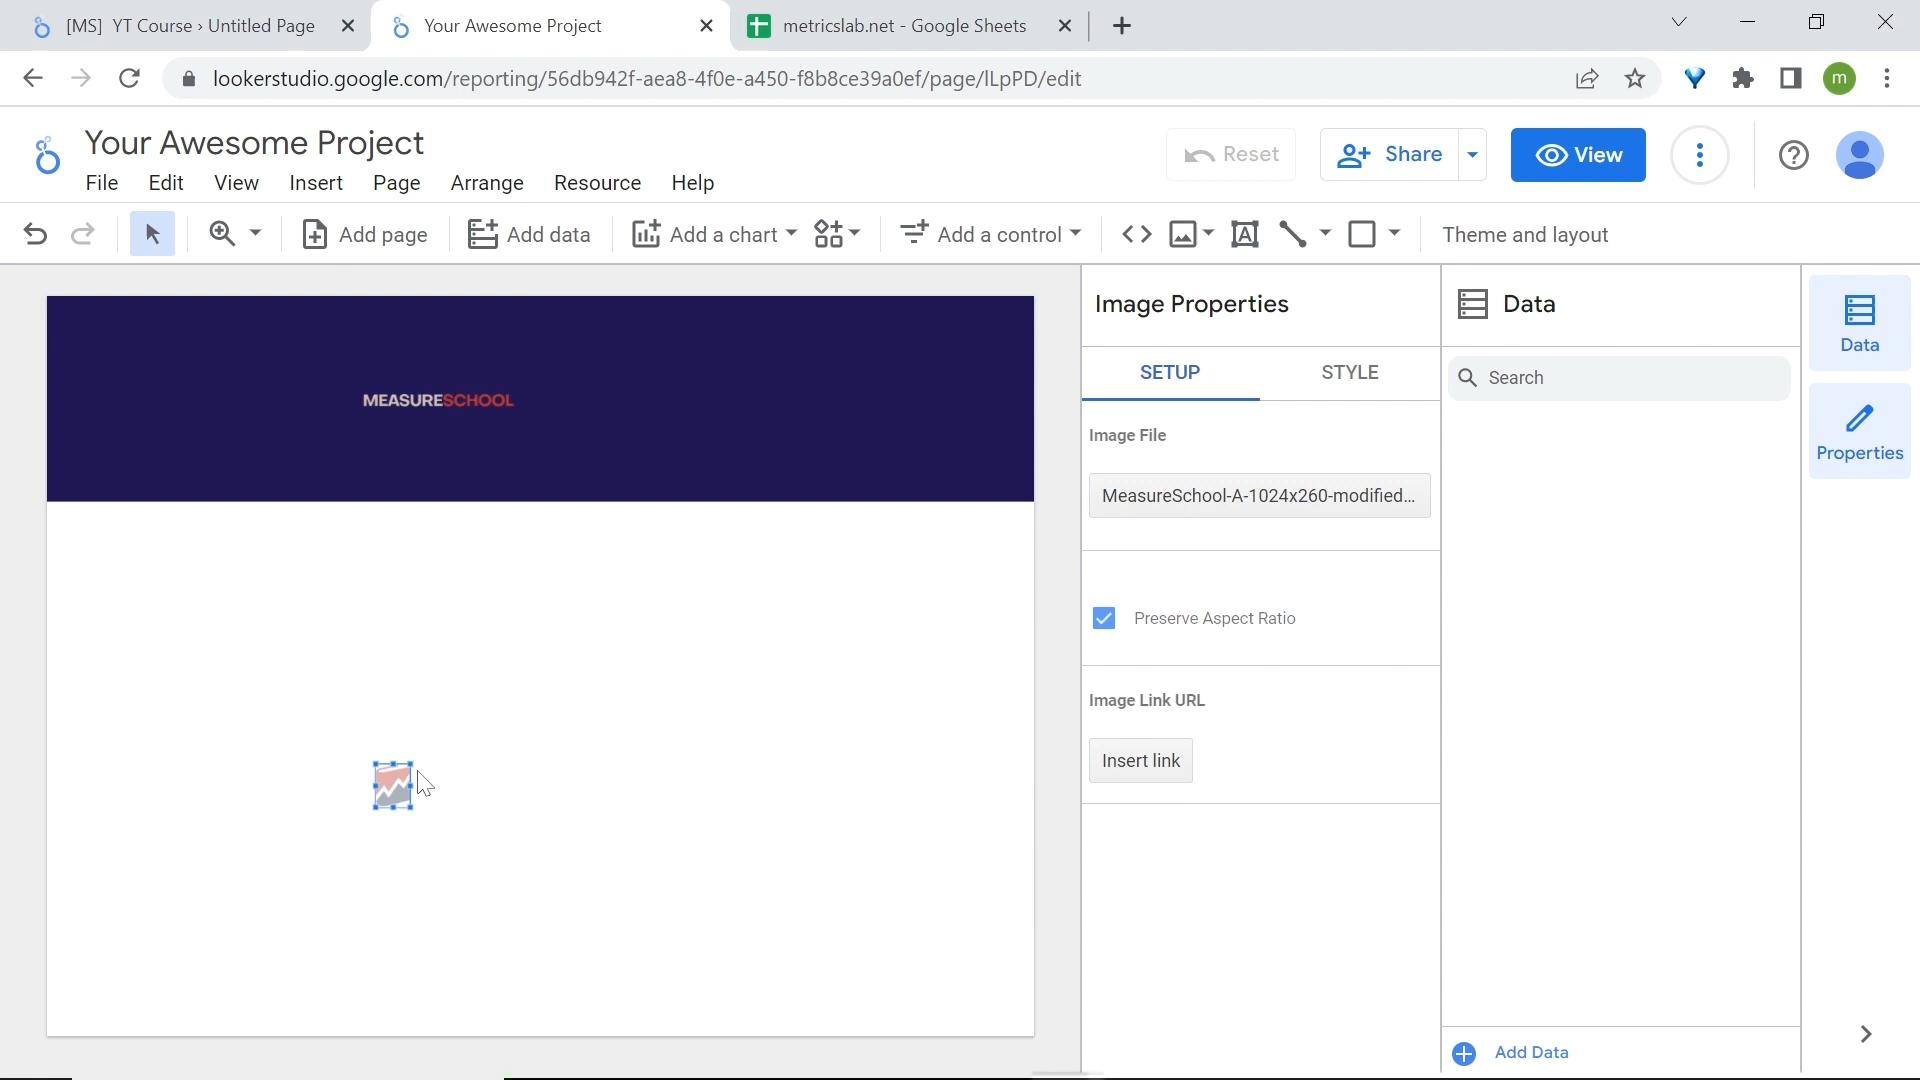 [MS] YT Course › Untitled Page
Your Awesome Project
metricslab.net - Google Sheets
lookerstudio.google.com/reporting/56db942f-aea8-4f0e-a450-f8b8ce39a0ef/page/lLpPD/edit
m
Your Awesome Project
Reset
Share
View
File Edit View Insert Page Arrange Resource Help
Add page
Add data
Add a chart
Add a control
Theme and layout
Image Properties
SETUP
STYLE
Image File
MeasureSchool-A-1024x260-modified...
Preserve Aspect Ratio
Image Link URL
Insert link
Data
Search
Add Data
Data
Properties
MEASURESCHOOL